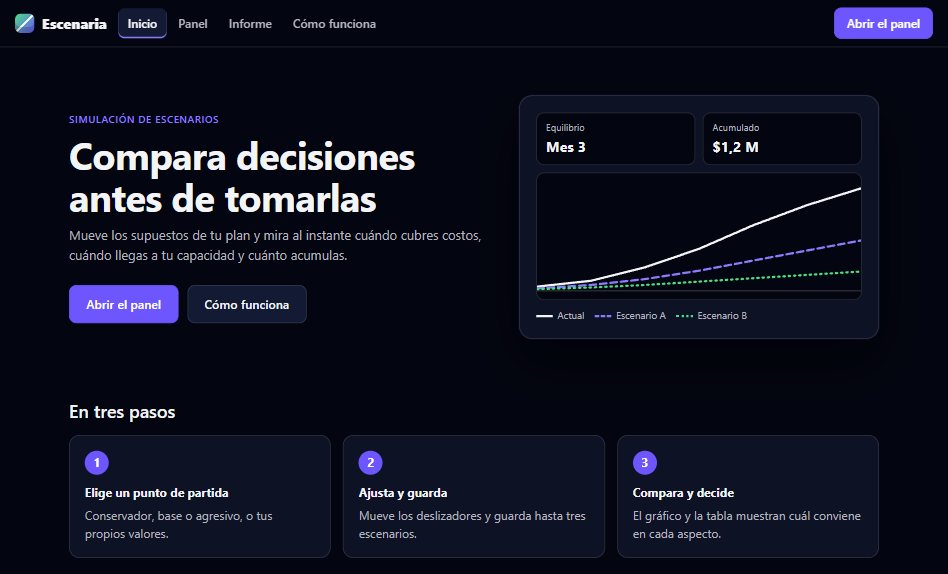 Escenaria
Inicio
Panel
Informe
Cómo funciona
Abrir el panel
SIMULACIÓN DE ESCENARIOS
Compara decisiones
antes de tomarlas
Mueve los supuestos de tu plan y mira al instante cuándo cubres costos,
cuándo llegas a tu capacidad y cuánto acumulas.
Abrir el panel
Cómo funciona
Equilibrio
Mes 3
Acumulado
$1,2 M
Actual
Escenario A
Escenario B
En tres pasos
1
Elige un punto de partida
Conservador, base o agresivo, o tus
propios valores.
2
Ajusta y guarda
Mueve los deslizadores y guarda hasta tres
escenarios.
3
Compara y decide
El gráfico y la tabla muestran cuál conviene
en cada aspecto.